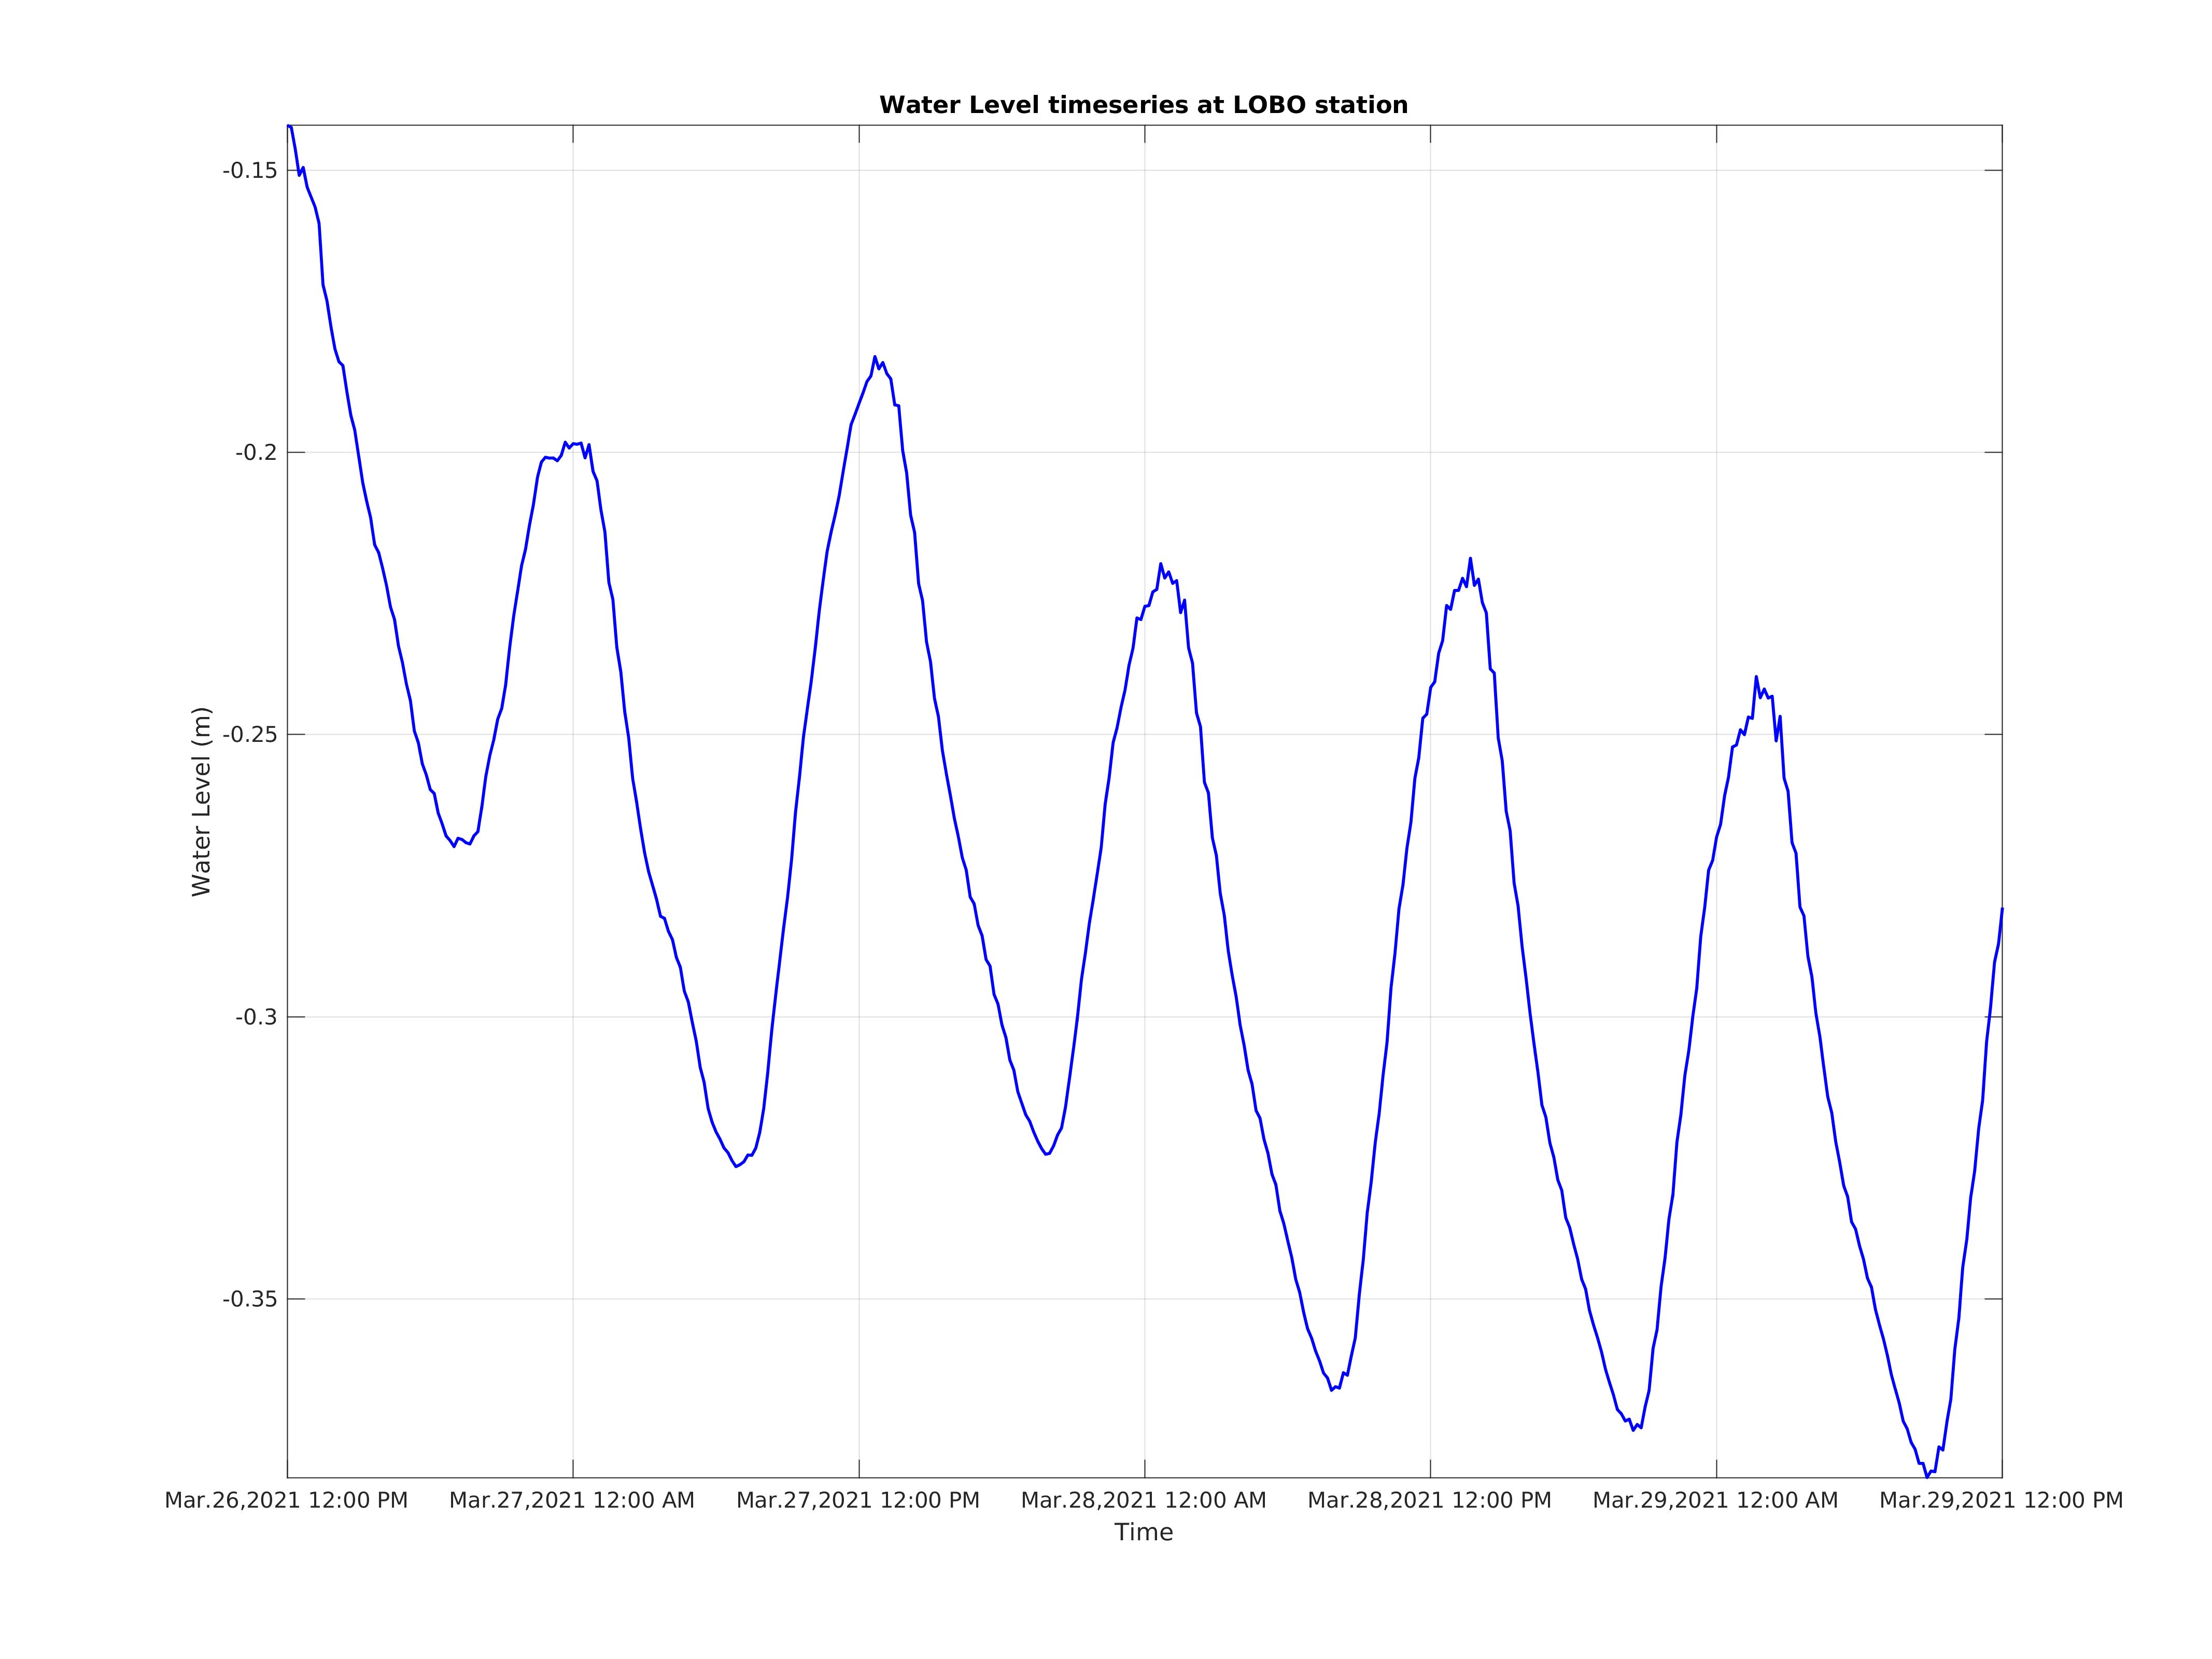 Water Level timeseries at LOBO station
-0.15
-0.2
-0.25
-0.3
-0.35
Water Level (m)
Mar.26,2021 12:00 PM
Mar.27,2021 12:00 AM
Mar.27,2021 12:00 PM
Mar.28,2021 12:00 AM
Mar.28,2021 12:00 PM
Mar.29,2021 12:00 AM
Mar.29,2021 12:00 PM
Time